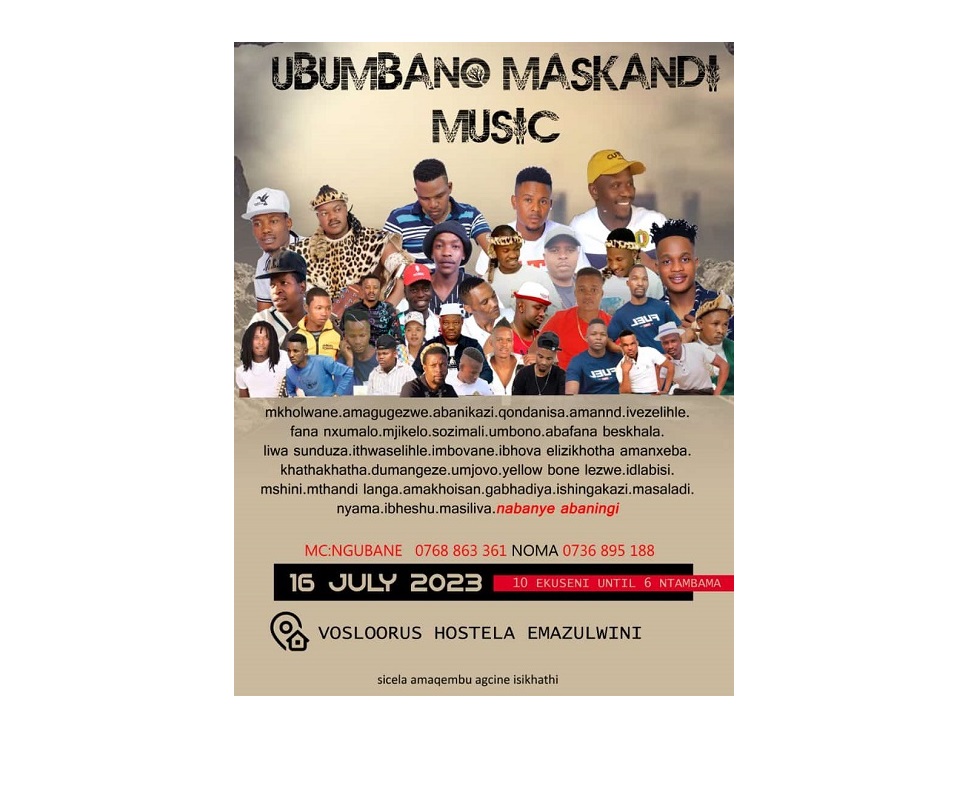 UBUMBANO MASKANDI
MUSIC
CUT
FUEL
FUEL
mkholwane.amagugezwe.abanikazi.qondanisa.amannd.ivezelihle.
fana nxumalo.mjikelo.sozimali.umbono.abafana beskhala.
liwa sunduza.ithwaselihle.imbovane.ibhova elizikhotha amanxeba.
khathakhatha.dumangeze.umjovo.yellow bone lezwe.idlabisi.
mshini.mthandi langa.amakhoisan.gabhadiya.ishingakazi.masaladi.
nyama.ibheshu.masiliva.nabanye abaningi
MC:NGUBANE 0768 863 361 NOMA 0736 895 188
16 JULY 2023 10 EKUSENI UNTIL 6 NTAMBAMA
VOSLOORUS HOSTELA EMAZULWINI
sicela amaqembu agcine isikhathi